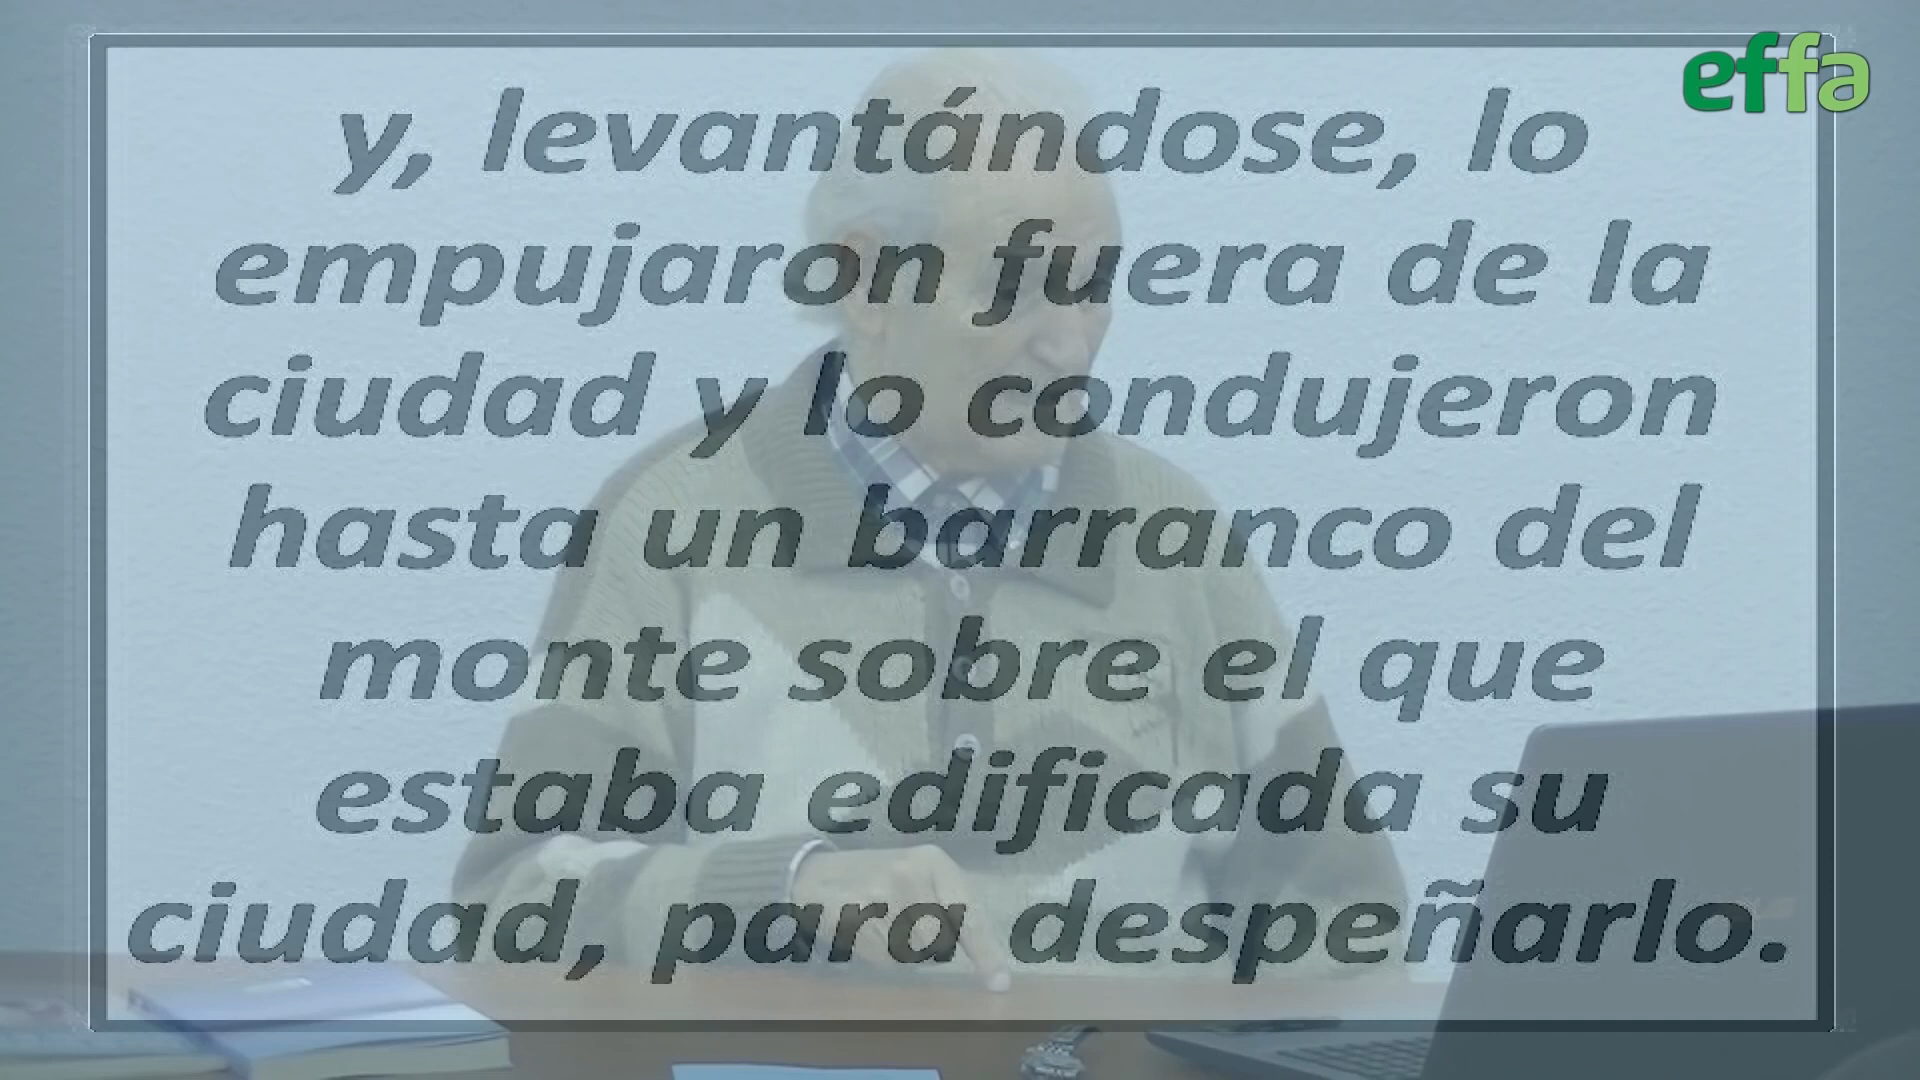 effa
y, levantándose, lo
empujaron fuera de la
ciudad y lo condujeron
hasta un barranco del
monte sobre el que
estaba edificada su
ciudad, para despeñarlo.